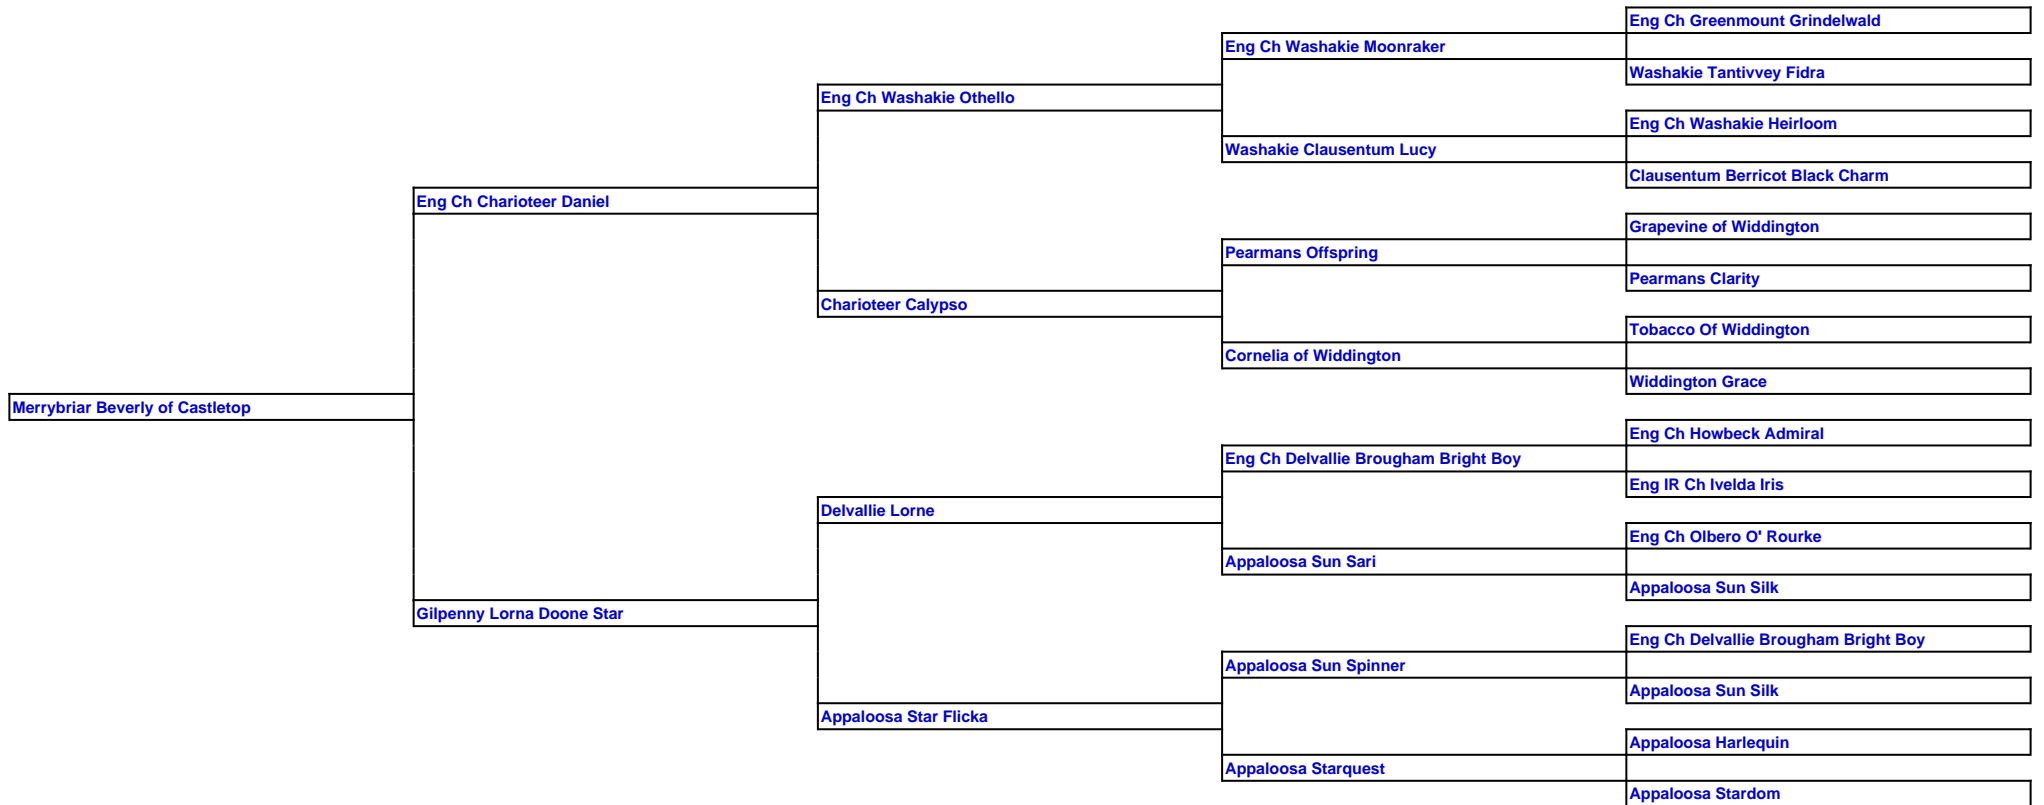 Eng Ch Greenmount Grindelwald
Eng Ch Washakie Moonraker
Washakie Tantivvey Fidra
Eng Ch Washakie Othello
Eng Ch Washakie Heirloom
Washakie Clausentum Lucy
Clausentum Berricot Black Charm
Eng Ch Charioteer Daniel
Grapevine of Widdington
Pearmans Offspring
Pearmans Clarity
Charioteer Calypso
Tobacco Of Widdington
Cornelia of Widdington
Widdington Grace
Merrybriar Beverly of Castletop
Eng Ch Howbeck Admiral
Eng Ch Delvallie Brougham Bright Boy
Eng IR Ch Ivelda Iris
Delvallie Lorne
Eng Ch Olbero O' Rourke
Appaloosa Sun Sari
Appaloosa Sun Silk
Gilpenny Lorna Doone Star
Eng Ch Delvallie Brougham Bright Boy
Appaloosa Sun Spinner
Appaloosa Sun Silk
Appaloosa Star Flicka
Appaloosa Harlequin
Appaloosa Starquest
Appaloosa Stardom